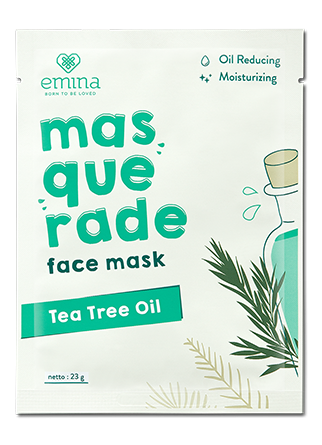 emina
BORN TO BE LOVED
Oil Reducing
Moisturizing
mas
que
rade
face mask
Tea Tree Oil
netto : 23 g